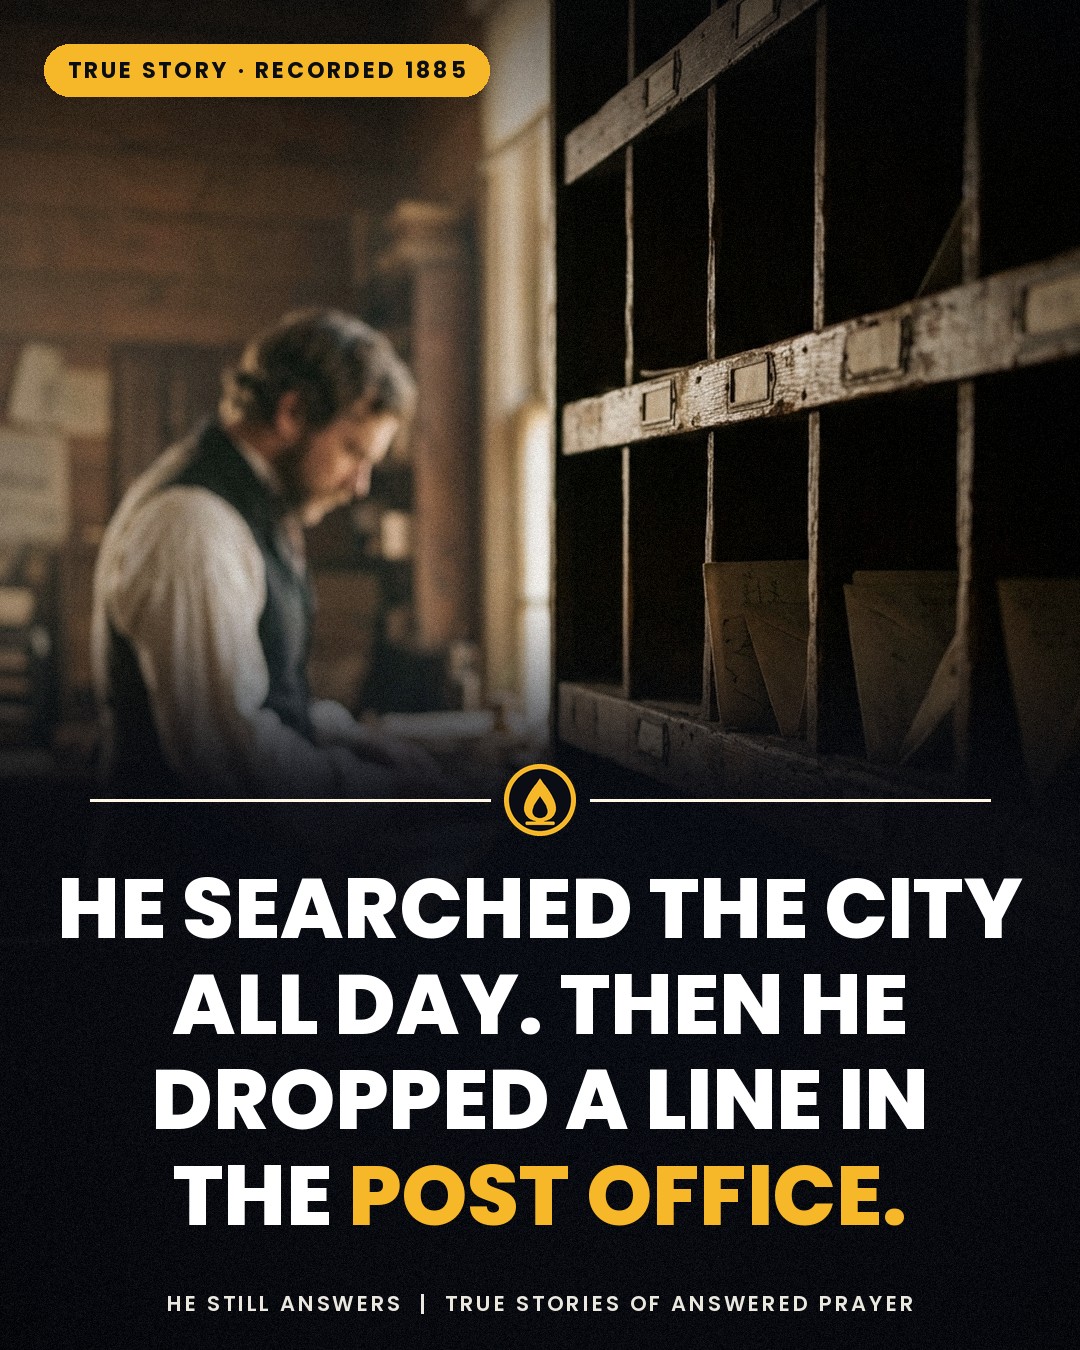 TRUE STORY · RECORDED 1885
HE SEARCHED THE CITY
ALL DAY. THEN HE
DROPPED A LINE IN
THE POST OFFICE.
HE STILL ANSWERS | TRUE STORIES OF ANSWERED PRAYER